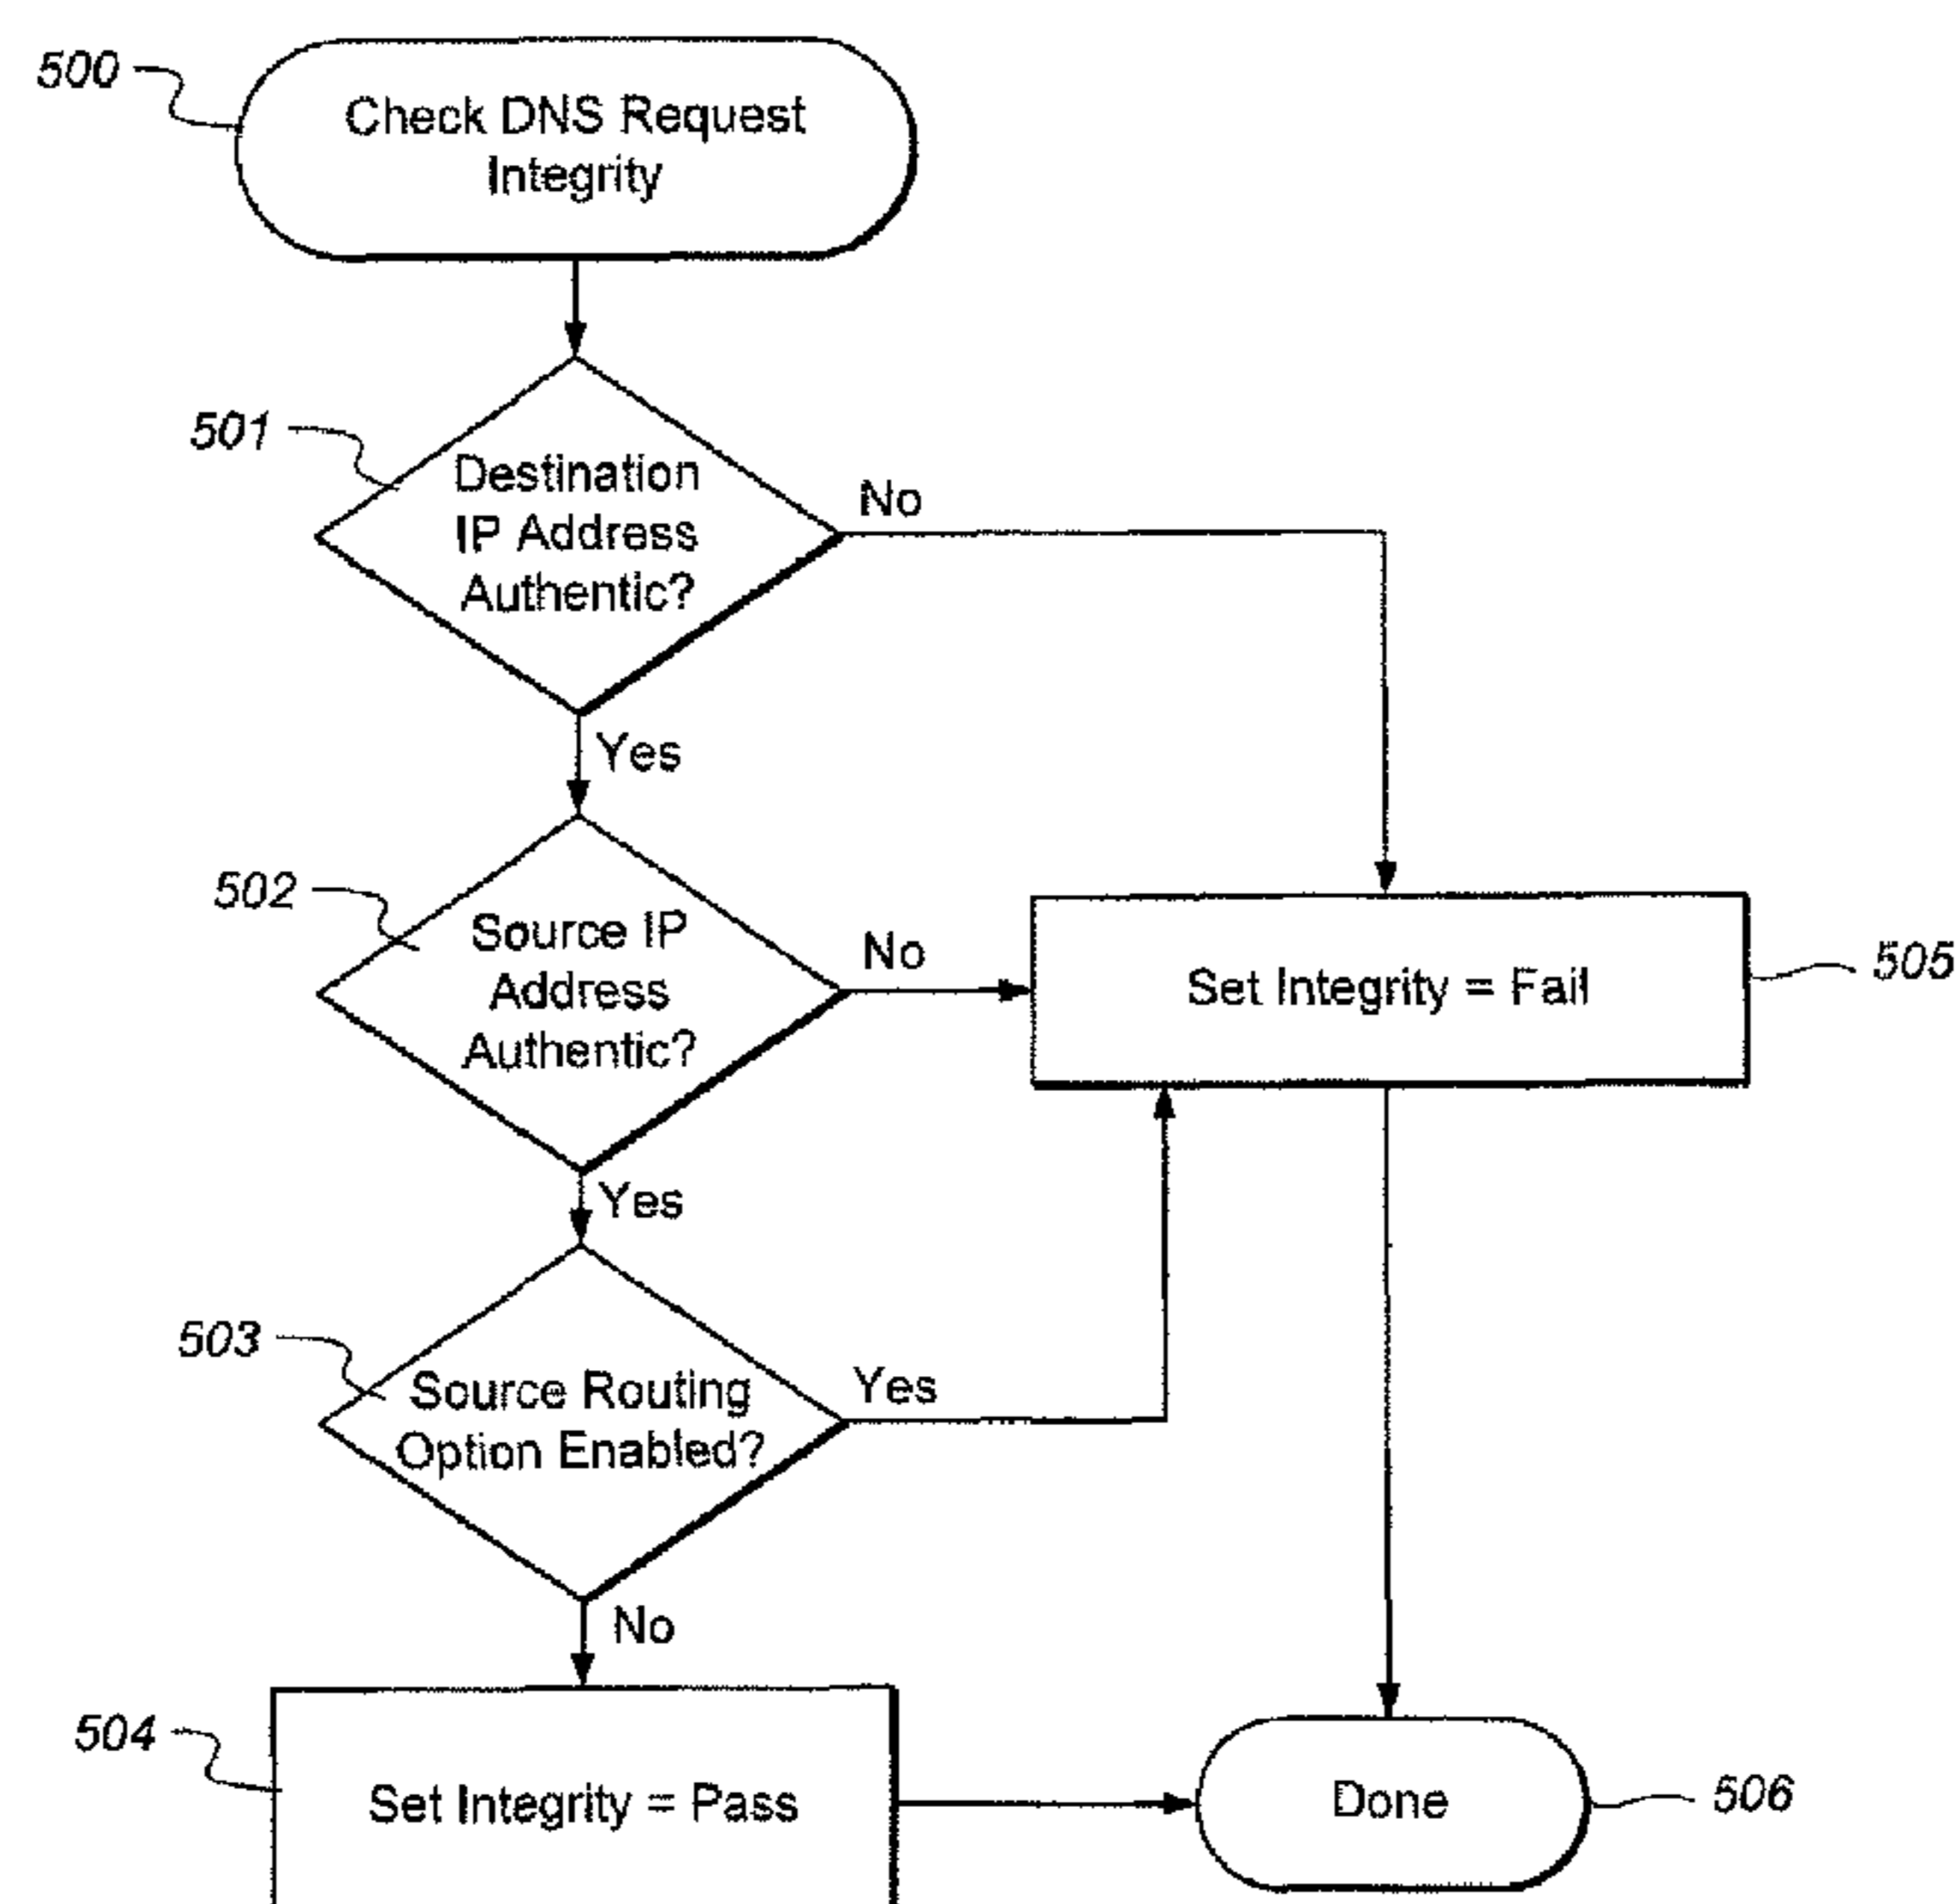 500
Check DNS Request
Integrity
501
Destination
IP Address
Authentic?
No
Yes
502
Source IP
Address
Authentic?
No
Set Integrity = Fail
505
Yes
503
Source Routing
Option Enabled?
Yes
No
504
Set Integrity = Pass
Done
506